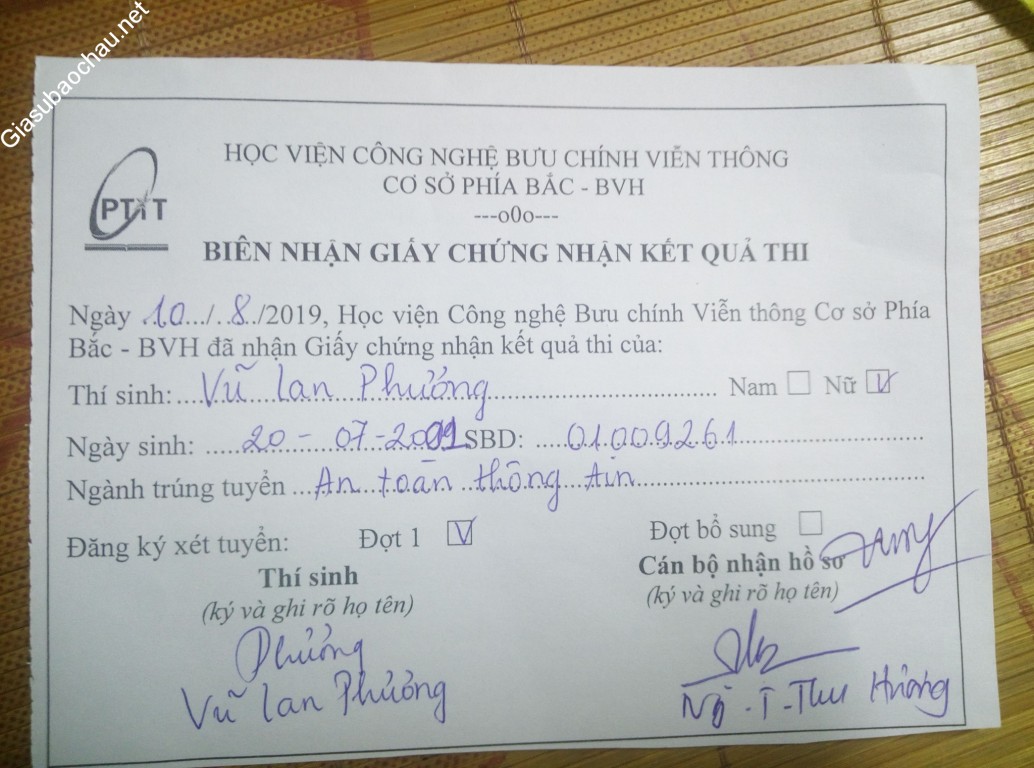 Giasubaochau.net
PTiT
HỌC VIỆN CÔNG NGHỆ BƯU CHÍNH VIỄN THÔNG
CƠ SỞ PHÍA BẮC - BVH
---o0o---
BIÊN NHẬN GIẤY CHỨNG NHẬN KẾT QUẢ THI
Ngày .10.../..8../2019, Học viện Công nghệ Bưu chính Viễn thông Cơ sở Phía
Bắc - BVH đã nhận Giấy chứng nhận kết quả thi của:
Thí sinh: Vũ Lan Phương Nam ☐ Nữ ☑
Ngày sinh: 20 - 07 - 2001 SBD: 01009261
Ngành trúng tuyển An toàn thông tin
Đăng ký xét tuyển: Đợt 1 ☑ Đợt bổ sung ☐
Thí sinh Cán bộ nhận hồ sơ
(ký và ghi rõ họ tên) (ký và ghi rõ họ tên)
Phương
Vũ Lan Phương T - Thu Hương